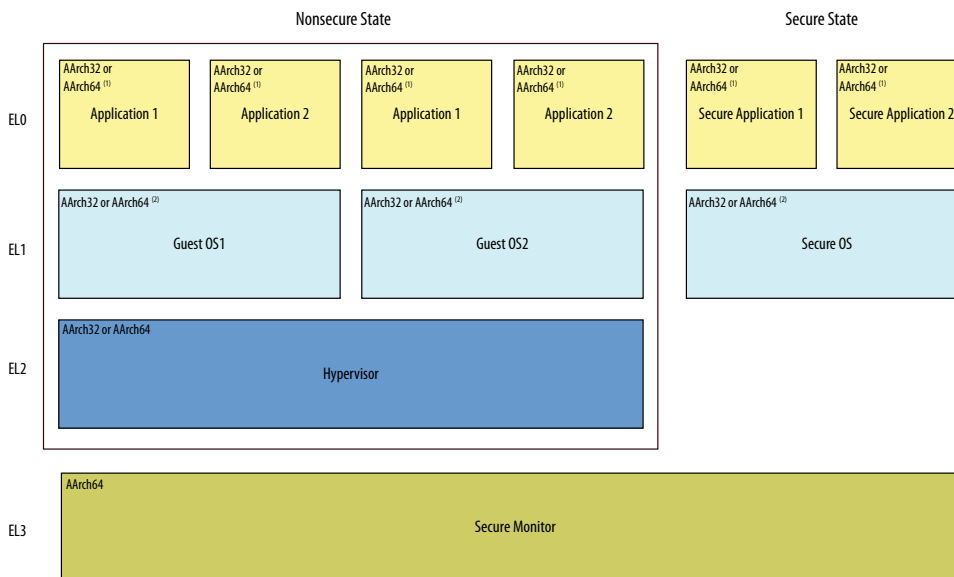 Nonsecure State
Secure State
AArch32 or
AArch64 (1)
Application 1
AArch32 or
AArch64 (1)
Application 2
AArch32 or
AArch64 (1)
Application 1
AArch32 or
AArch64 (1)
Application 2
AArch32 or
AArch64 (1)
Secure Application 1
AArch32 or
AArch64 (1)
Secure Application 2
EL0
AArch32 or AArch64 (2)
Guest OS1
AArch32 or AArch64 (2)
Guest OS2
AArch32 or AArch64 (2)
Secure OS
EL1
AArch32 or AArch64
Hypervisor
EL2
AArch64
Secure Monitor
EL3